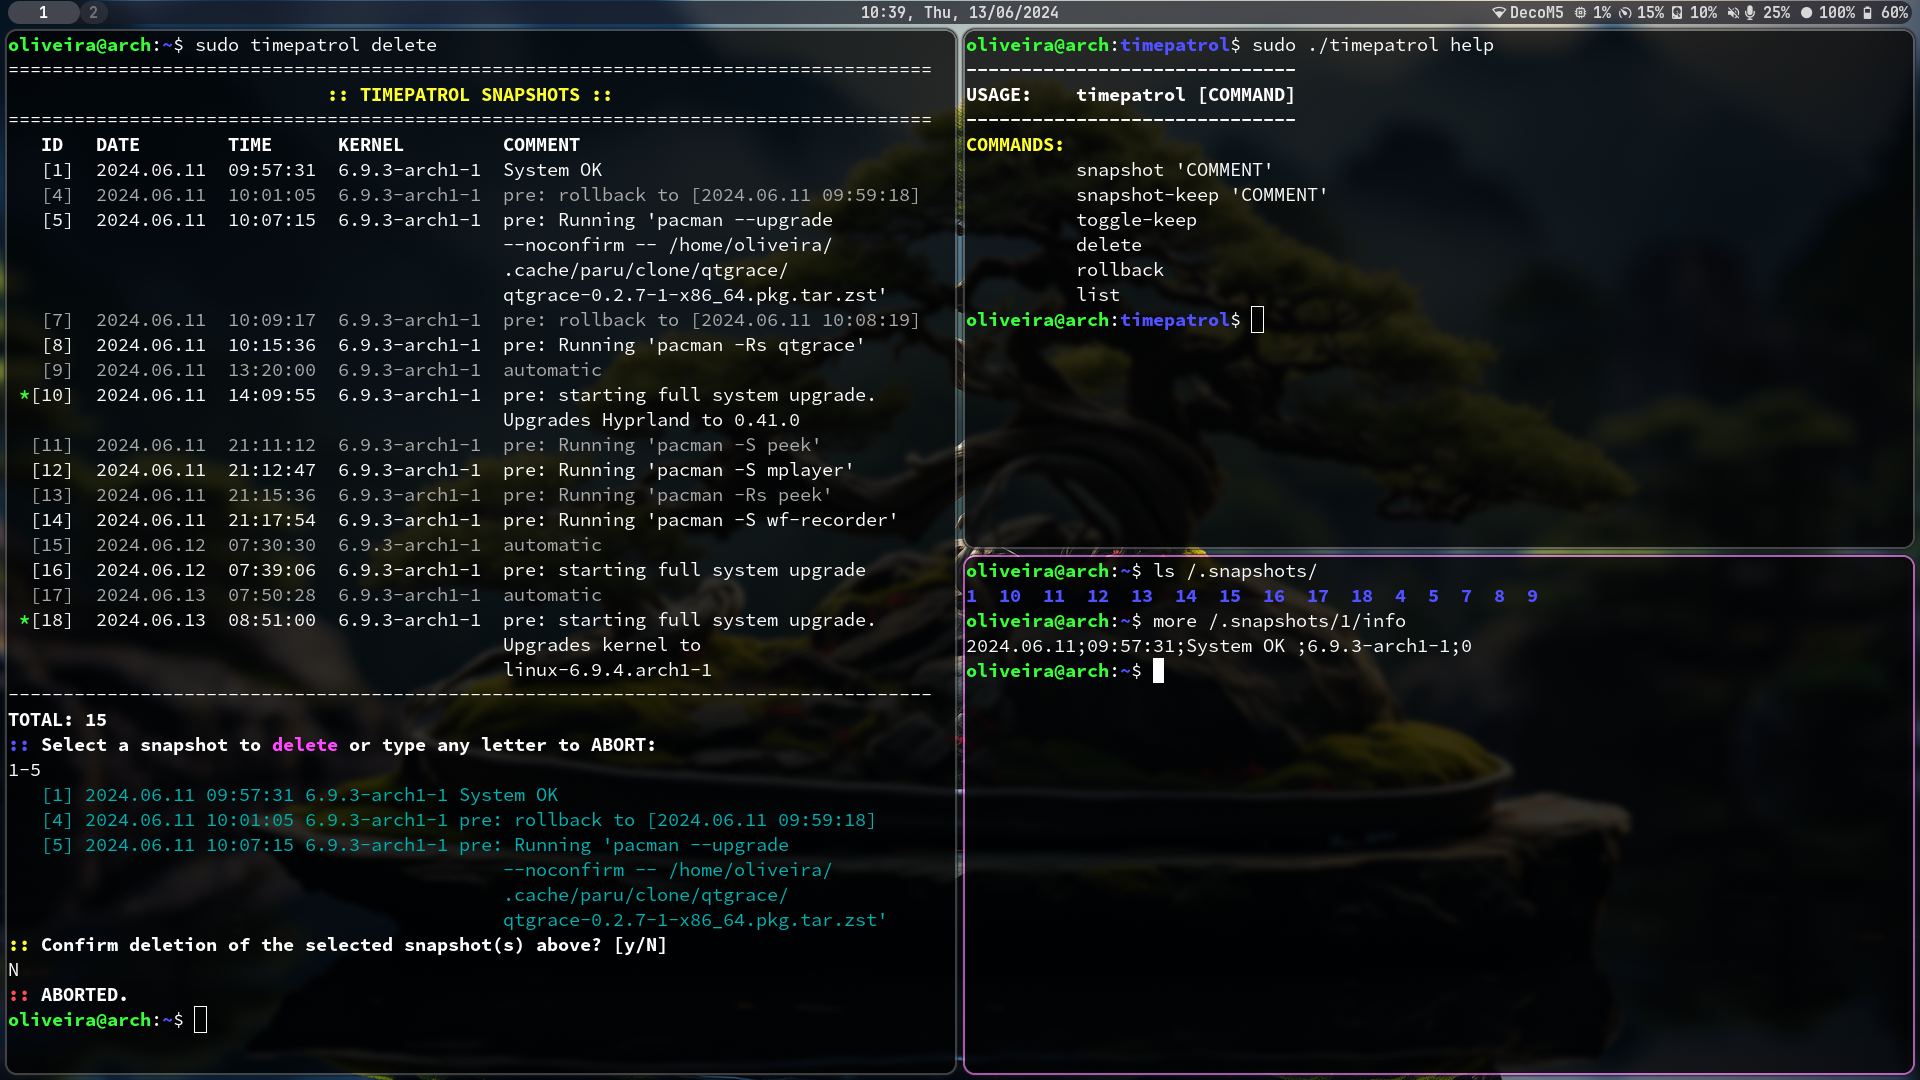 1 2 10:39, Thu, 13/06/2024 DecoM5 1% 15% 10% 25% 100% 60%
oliveira@arch:~$ sudo timepatrol delete
====================================================================================
:: TIMEPATROL SNAPSHOTS ::
====================================================================================
ID DATE TIME KERNEL COMMENT
[1] 2024.06.11 09:57:31 6.9.3-arch1-1 System OK
[4] 2024.06.11 10:01:05 6.9.3-arch1-1 pre: rollback to [2024.06.11 09:59:18]
[5] 2024.06.11 10:07:15 6.9.3-arch1-1 pre: Running 'pacman --upgrade
--noconfirm -- /home/oliveira/
.cache/paru/clone/qtgrace/
qtgrace-0.2.7-1-x86_64.pkg.tar.zst'
[7] 2024.06.11 10:09:17 6.9.3-arch1-1 pre: rollback to [2024.06.11 10:08:19]
[8] 2024.06.11 10:15:36 6.9.3-arch1-1 pre: Running 'pacman -Rs qtgrace'
[9] 2024.06.11 13:20:00 6.9.3-arch1-1 automatic
*[10] 2024.06.11 14:09:55 6.9.3-arch1-1 pre: starting full system upgrade.
Upgrades Hyprland to 0.41.0
[11] 2024.06.11 21:11:12 6.9.3-arch1-1 pre: Running 'pacman -S peek'
[12] 2024.06.11 21:12:47 6.9.3-arch1-1 pre: Running 'pacman -S mplayer'
[13] 2024.06.11 21:15:36 6.9.3-arch1-1 pre: Running 'pacman -Rs peek'
[14] 2024.06.11 21:17:54 6.9.3-arch1-1 pre: Running 'pacman -S wf-recorder'
[15] 2024.06.12 07:30:30 6.9.3-arch1-1 automatic
[16] 2024.06.12 07:39:06 6.9.3-arch1-1 pre: starting full system upgrade
[17] 2024.06.13 07:50:28 6.9.3-arch1-1 automatic
*[18] 2024.06.13 08:51:00 6.9.3-arch1-1 pre: starting full system upgrade.
Upgrades kernel to
linux-6.9.4.arch1-1
------------------------------------------------------------------------------------
TOTAL: 15
:: Select a snapshot to delete or type any letter to ABORT:
1-5
[1] 2024.06.11 09:57:31 6.9.3-arch1-1 System OK
[4] 2024.06.11 10:01:05 6.9.3-arch1-1 pre: rollback to [2024.06.11 09:59:18]
[5] 2024.06.11 10:07:15 6.9.3-arch1-1 pre: Running 'pacman --upgrade
--noconfirm -- /home/oliveira/
.cache/paru/clone/qtgrace/
qtgrace-0.2.7-1-x86_64.pkg.tar.zst'
:: Confirm deletion of the selected snapshot(s) above? [y/N]
N
:: ABORTED.
oliveira@arch:~$
oliveira@arch:timepatrol$ sudo ./timepatrol help
------------------------------
USAGE: timepatrol [COMMAND]
------------------------------
COMMANDS:
snapshot 'COMMENT'
snapshot-keep 'COMMENT'
toggle-keep
delete
rollback
list
oliveira@arch:timepatrol$
oliveira@arch:~$ ls /.snapshots/
1 10 11 12 13 14 15 16 17 18 4 5 7 8 9
oliveira@arch:~$ more /.snapshots/1/info
2024.06.11;09:57:31;System OK ;6.9.3-arch1-1;0
oliveira@arch:~$